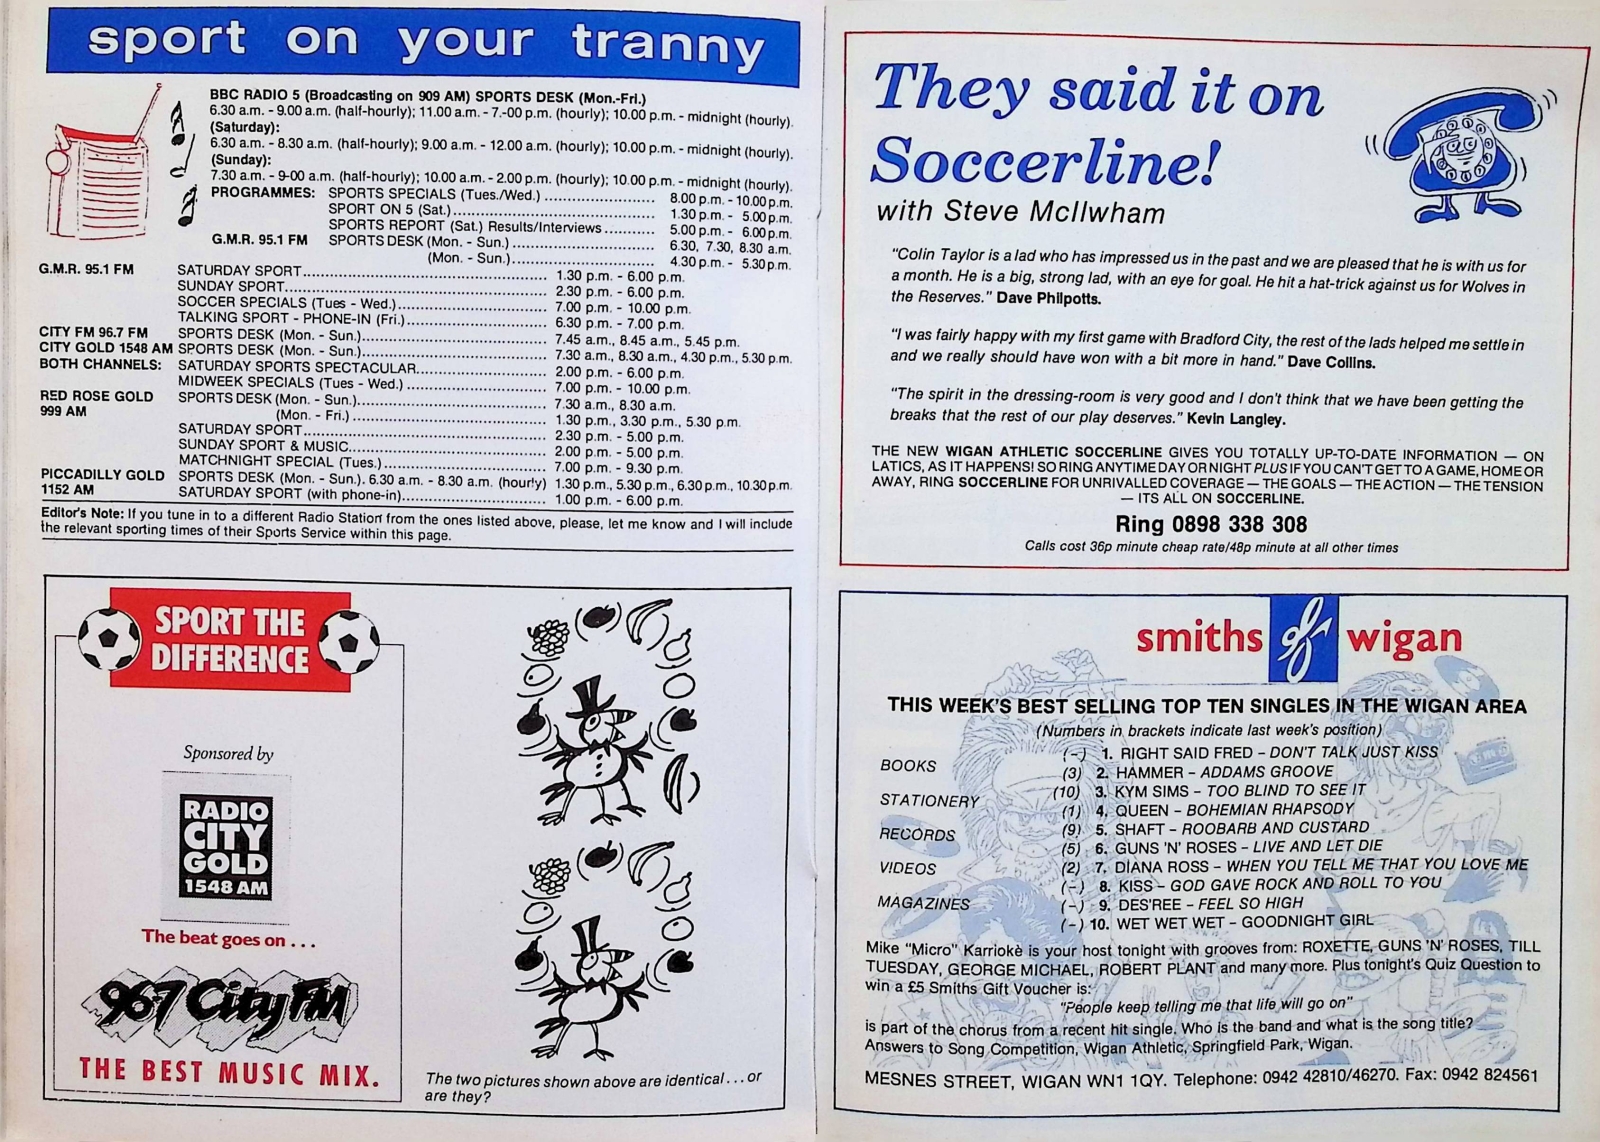 sport on your tranny
BBC RADIO 5 (Broadcasting on 909 AM) SPORTS DESK (Mon.-Fri.)
6.30 a.m. - 9.00 a.m. (half-hourly); 11.00 a.m. - 7.-00 p.m. (hourly); 10.00 p.m. - midnight (hourly).
(Saturday):
6.30 a.m. - 8.30 a.m. (half-hourly); 9.00 a.m. - 12.00 a.m. (hourly); 10.00 p.m. - midnight (hourly).
(Sunday):
7.30 a.m. - 9-00 a.m. (half-hourly); 10.00 a.m. - 2.00 p.m. (hourly); 10.00 p.m. - midnight (hourly).
PROGRAMMES: SPORTS SPECIALS (Tues./Wed.) ............ 8.00 p.m. - 10.00 p.m.
SPORT ON 5 (Sat.) ............ 1.30 p.m. - 5.00 p.m.
SPORTS REPORT (Sat.) Results/Interviews ............ 5.00 p.m. - 6.00 p.m.
G.M.R. 95.1 FM SPORTS DESK (Mon. - Sun.) ............ 6.30, 7.30, 8.30 a.m.
(Mon. - Sun.) ............ 4.30 p.m. - 5.30 p.m.
G.M.R. 95.1 FM SATURDAY SPORT ............ 1.30 p.m. - 6.00 p.m.
SUNDAY SPORT ............ 2.30 p.m. - 6.00 p.m.
SOCCER SPECIALS (Tues - Wed.) ............ 7.00 p.m. - 10.00 p.m.
TALKING SPORT - PHONE-IN (Fri.) ............ 6.30 p.m. - 7.00 p.m.
CITY FM 96.7 FM SPORTS DESK (Mon. - Sun.) ............ 7.45 a.m., 8.45 a.m., 5.45 p.m.
CITY GOLD 1548 AM SPORTS DESK (Mon. - Sun.) ............ 7.30 a.m., 8.30 a.m., 4.30 p.m., 5.30 p.m.
BOTH CHANNELS: SATURDAY SPORTS SPECTACULAR ............ 2.00 p.m. - 6.00 p.m.
MIDWEEK SPECIALS (Tues - Wed.) ............ 7.00 p.m. - 10.00 p.m.
RED ROSE GOLD SPORTS DESK (Mon. - Sun.) ............ 7.30 a.m., 8.30 a.m.
999 AM (Mon. - Fri.) ............ 1.30 p.m., 3.30 p.m., 5.30 p.m.
SATURDAY SPORT ............ 2.30 p.m. - 5.00 p.m.
SUNDAY SPORT & MUSIC ............ 2.00 p.m. - 5.00 p.m.
MATCHNIGHT SPECIAL (Tues.) ............ 7.00 p.m. - 9.30 p.m.
PICCADILLY GOLD SPORTS DESK (Mon. - Sun.). 6.30 a.m. - 8.30 a.m. (hourly) 1.30 p.m., 5.30 p.m., 6.30 p.m., 10.30 p.m.
1152 AM SATURDAY SPORT (with phone-in) ............ 1.00 p.m. - 6.00 p.m.
Editor's Note: If you tune in to a different Radio Station from the ones listed above, please, let me know and I will include
the relevant sporting times of their Sports Service within this page.
SPORT THE
DIFFERENCE
Sponsored by
RADIO
CITY
GOLD
1548 AM
The beat goes on . . .
967 City FM
THE BEST MUSIC MIX.
The two pictures shown above are identical . . . or
are they?
They said it on
Soccerline!
with Steve McIlwham
"Colin Taylor is a lad who has impressed us in the past and we are pleased that he is with us for
a month. He is a big, strong lad, with an eye for goal. He hit a hat-trick against us for Wolves in
the Reserves." Dave Philpotts.
"I was fairly happy with my first game with Bradford City, the rest of the lads helped me settle in
and we really should have won with a bit more in hand." Dave Collins.
"The spirit in the dressing-room is very good and I don't think that we have been getting the
breaks that the rest of our play deserves." Kevin Langley.
THE NEW WIGAN ATHLETIC SOCCERLINE GIVES YOU TOTALLY UP-TO-DATE INFORMATION — ON
LATICS, AS IT HAPPENS! SO RING ANYTIME DAY OR NIGHT PLUS IF YOU CAN'T GET TO A GAME, HOME OR
AWAY, RING SOCCERLINE FOR UNRIVALLED COVERAGE — THE GOALS — THE ACTION — THE TENSION
— ITS ALL ON SOCCERLINE.
Ring 0898 338 308
Calls cost 36p minute cheap rate/48p minute at all other times
smiths of wigan
THIS WEEK'S BEST SELLING TOP TEN SINGLES IN THE WIGAN AREA
(Numbers in brackets indicate last week's position)
BOOKS
STATIONERY
RECORDS
VIDEOS
MAGAZINES
(-) 1. RIGHT SAID FRED - DON'T TALK JUST KISS
(3) 2. HAMMER - ADDAMS GROOVE
(10) 3. KYM SIMS - TOO BLIND TO SEE IT
(1) 4. QUEEN - BOHEMIAN RHAPSODY
(9) 5. SHAFT - ROOBARB AND CUSTARD
(5) 6. GUNS 'N' ROSES - LIVE AND LET DIE
(2) 7. DIANA ROSS - WHEN YOU TELL ME THAT YOU LOVE ME
(-) 8. KISS - GOD GAVE ROCK AND ROLL TO YOU
(-) 9. DES'REE - FEEL SO HIGH
(-) 10. WET WET WET - GOODNIGHT GIRL
Mike "Micro" Karriokè is your host tonight with grooves from: ROXETTE, GUNS 'N' ROSES, TILL
TUESDAY, GEORGE MICHAEL, ROBERT PLANT and many more. Plus tonight's Quiz Question to
win a £5 Smiths Gift Voucher is:
"People keep telling me that life will go on"
is part of the chorus from a recent hit single. Who is the band and what is the song title?
Answers to Song Competition, Wigan Athletic, Springfield Park, Wigan.
MESNES STREET, WIGAN WN1 1QY. Telephone: 0942 42810/46270. Fax: 0942 824561